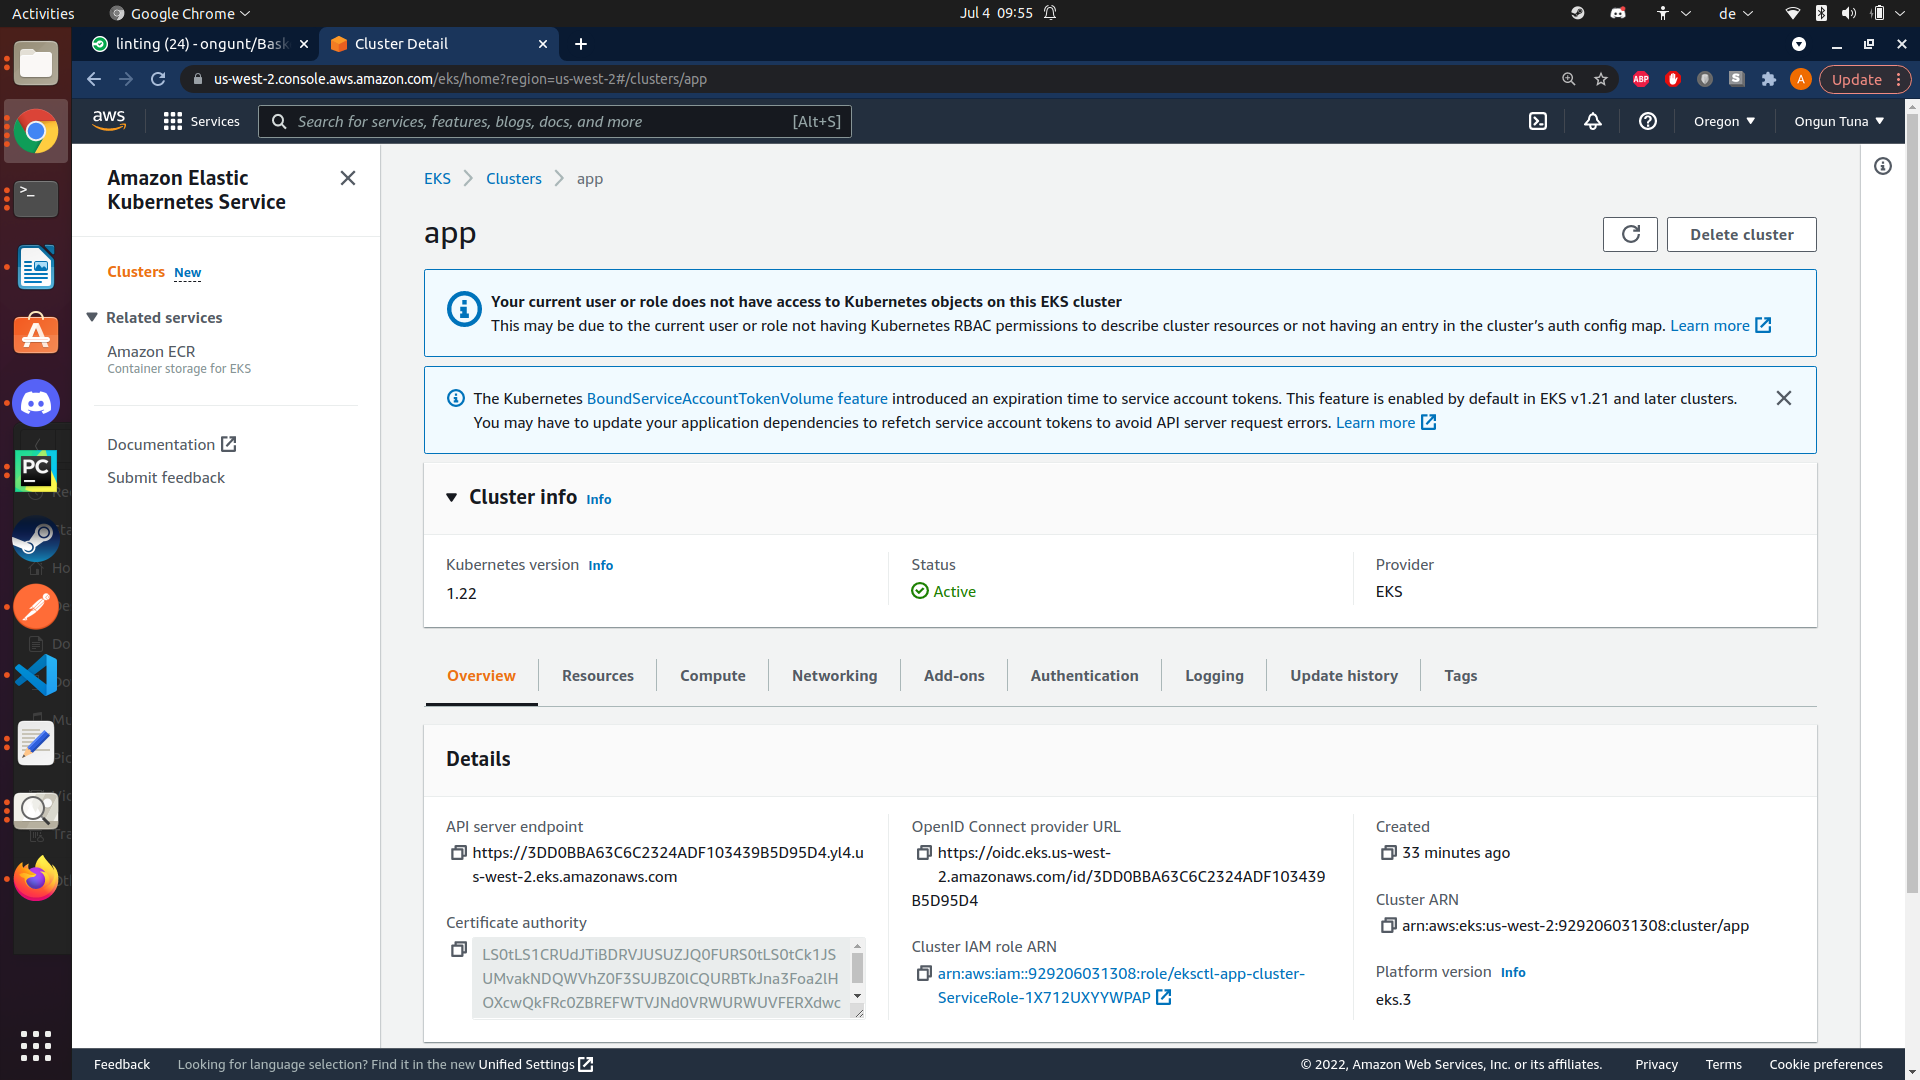 Activities
Google Chrome
Jul 4 09:55
de
linting (24) - ongunt/Bask
Cluster Detail
us-west-2.console.aws.amazon.com/eks/home?region=us-west-2#/clusters/app
ABP
S
A
Update
aws
Services
Search for services, features, blogs, docs, and more
[Alt+S]
Oregon
Ongun Tuna
Amazon Elastic
Kubernetes Service
Clusters New
Related services
Amazon ECR
Container storage for EKS
Documentation
Submit feedback
EKS
Clusters
app
app
Delete cluster
Your current user or role does not have access to Kubernetes objects on this EKS cluster
This may be due to the current user or role not having Kubernetes RBAC permissions to describe cluster resources or not having an entry in the cluster’s auth config map. Learn more
The Kubernetes BoundServiceAccountTokenVolume feature introduced an expiration time to service account tokens. This feature is enabled by default in EKS v1.21 and later clusters.
You may have to update your application dependencies to refetch service account tokens to avoid API server request errors. Learn more
Cluster info Info
Kubernetes version Info
1.22
Status
Active
Provider
EKS
Overview
Resources
Compute
Networking
Add-ons
Authentication
Logging
Update history
Tags
Details
API server endpoint
https://3DD0BBA63C6C2324ADF103439B5D95D4.yl4.u
s-west-2.eks.amazonaws.com
Certificate authority
LS0tLS1CRUdJTiBDRVJUSUZJQ0FURS0tLS0tCk1JS
UMvakNDQWVhZ0F3SUJBZ0lCQURBTkJna3Foa2lH
OXcwQkFRc0ZBREFWTVJNd0VRWURWUVFERXdwc
OpenID Connect provider URL
https://oidc.eks.us-west-
2.amazonaws.com/id/3DD0BBA63C6C2324ADF103439
B5D95D4
Cluster IAM role ARN
arn:aws:iam::929206031308:role/eksctl-app-cluster-
ServiceRole-1X712UXYYWPAP
Created
33 minutes ago
Cluster ARN
arn:aws:eks:us-west-2:929206031308:cluster/app
Platform version Info
eks.3
PC
Feedback
Looking for language selection? Find it in the new Unified Settings
© 2022, Amazon Web Services, Inc. or its affiliates.
Privacy
Terms
Cookie preferences